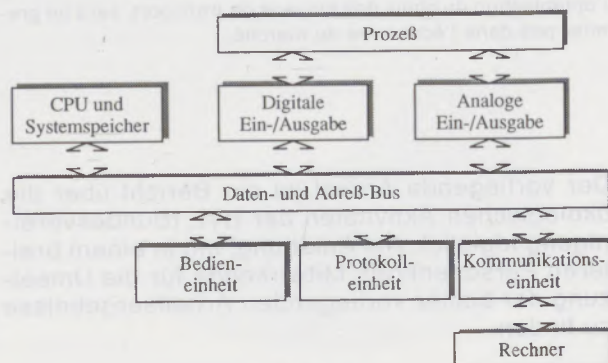 Prozeß
CPU und
Systemspeicher
Digitale
Ein-/Ausgabe
Analoge
Ein-/Ausgabe
Daten- und Adreß-Bus
Bedien-
einheit
Protokoll-
einheit
Kommunikations-
einheit
Rechner